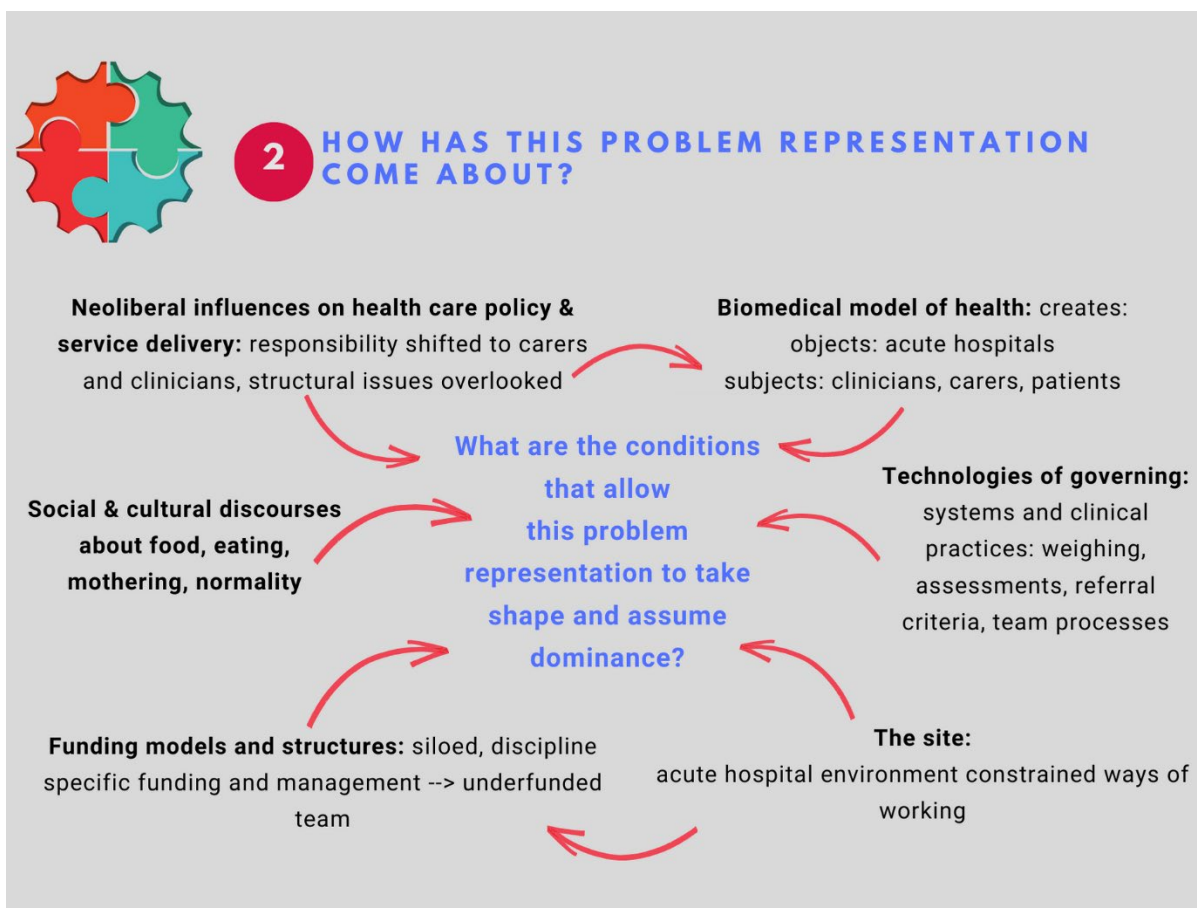 2
HOW HAS THIS PROBLEM REPRESENTATION
COME ABOUT?
Neoliberal influences on health care policy &
service delivery: responsibility shifted to carers
and clinicians, structural issues overlooked
Biomedical model of health: creates:
objects: acute hospitals
subjects: clinicians, carers, patients
What are the conditions
that allow
this problem
representation to take
shape and assume
dominance?
Social & cultural discourses
about food, eating,
mothering, normality
Technologies of governing:
systems and clinical
practices: weighing,
assessments, referral
criteria, team processes
Funding models and structures: siloed, discipline
specific funding and management --> underfunded
team
The site:
acute hospital environment constrained ways of
working